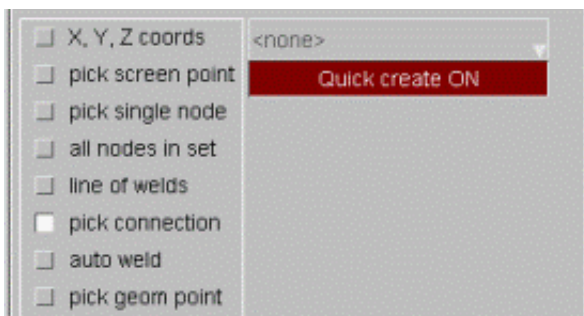 X, Y, Z coords
<none>
pick screen point
Quick create ON
pick single node
all nodes in set
line of welds
pick connection
auto weld
pick geom point